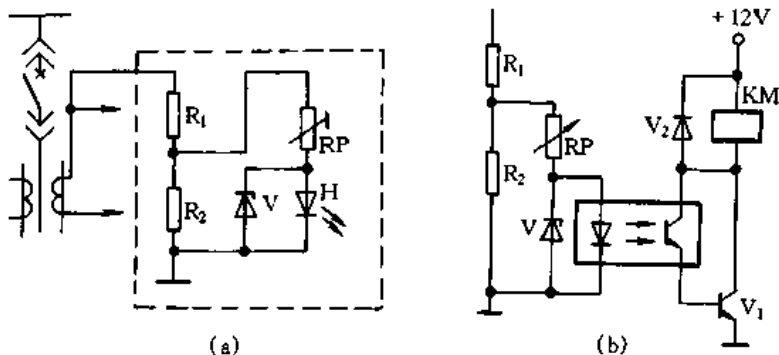 R₁
RP
R₂
V
H
(a)
+12V
R₁
KM
V₂
RP
R₂
V
V₁
(b)